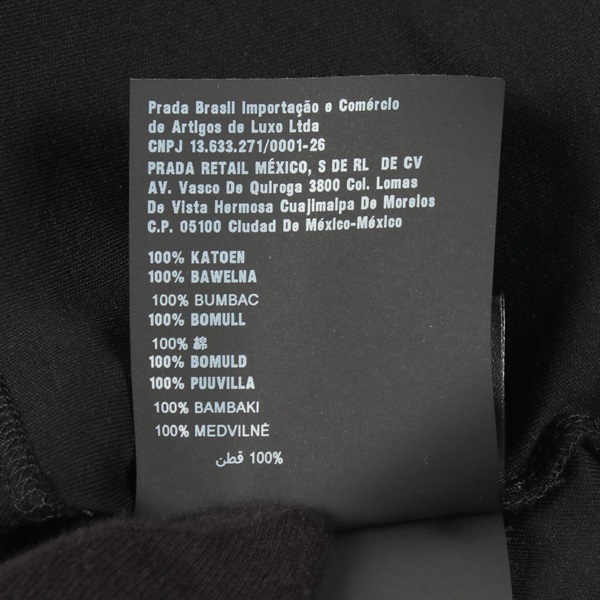 Prada Brasil Importação e Comércio
de Artigos de Luxo Ltda
CNPJ 13.633.271/0001-26
PRADA RETAIL MÉXICO, S DE RL DE CV
AV. Vasco De Quiroga 3800 Col. Lomas
De Vista Hermosa Cuajimalpa De Morelos
C.P. 05100 Ciudad De México-México
100% KATOEN
100% BAWELNA
100% BUMBAC
100% BOMULL
100% 綿
100% BOMULD
100% PUUVILLA
100% BAMBAKI
100% MEDVILNĖ
100% قطن